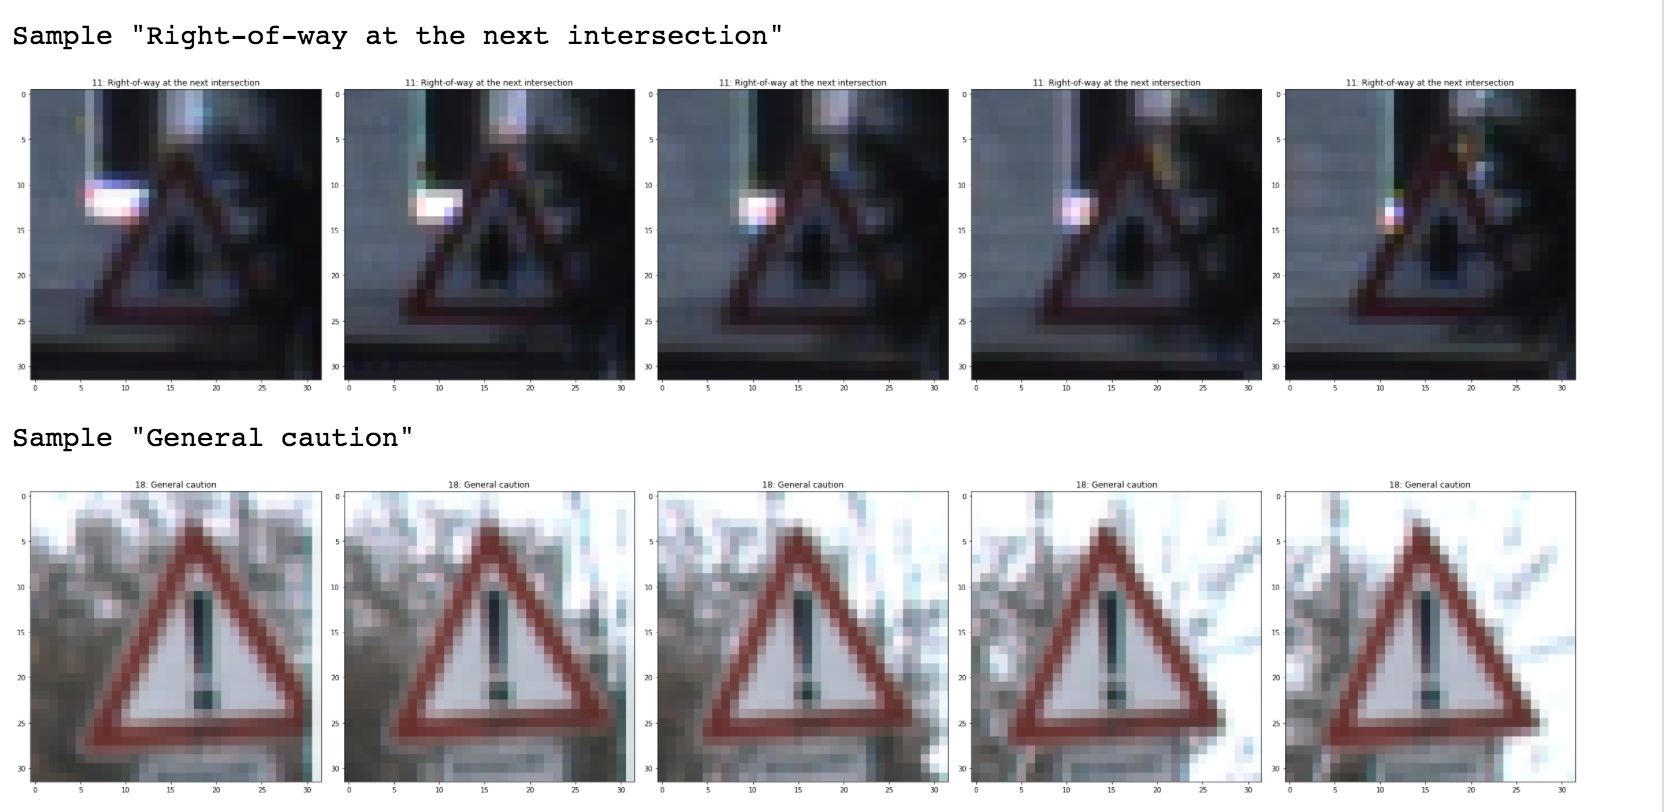 Sample "Right-of-way at the next intersection"
11: Right-of-way at the next intersection 11: Right-of-way at the next intersection 11: Right-of-way at the next intersection 11: Right-of-way at the next intersection 11: Right-of-way at the next intersection
0 0 0 0 0
5 5 5 5 5
10 10 10 10 10
15 15 15 15 15
20 20 20 20 20
25 25 25 25 25
30 30 30 30 30
0 5 10 15 20 25 30 0 5 10 15 20 25 30 0 5 10 15 20 25 30 0 5 10 15 20 25 30 0 5 10 15 20 25 30
Sample "General caution"
18: General caution 18: General caution 18: General caution 18: General caution 18: General caution
0 0 0 0 0
5 5 5 5 5
10 10 10 10 10
15 15 15 15 15
20 20 20 20 20
25 25 25 25 25
30 30 30 30 30
0 5 10 15 20 25 30 0 5 10 15 20 25 30 0 5 10 15 20 25 30 0 5 10 15 20 25 30 0 5 10 15 20 25 30